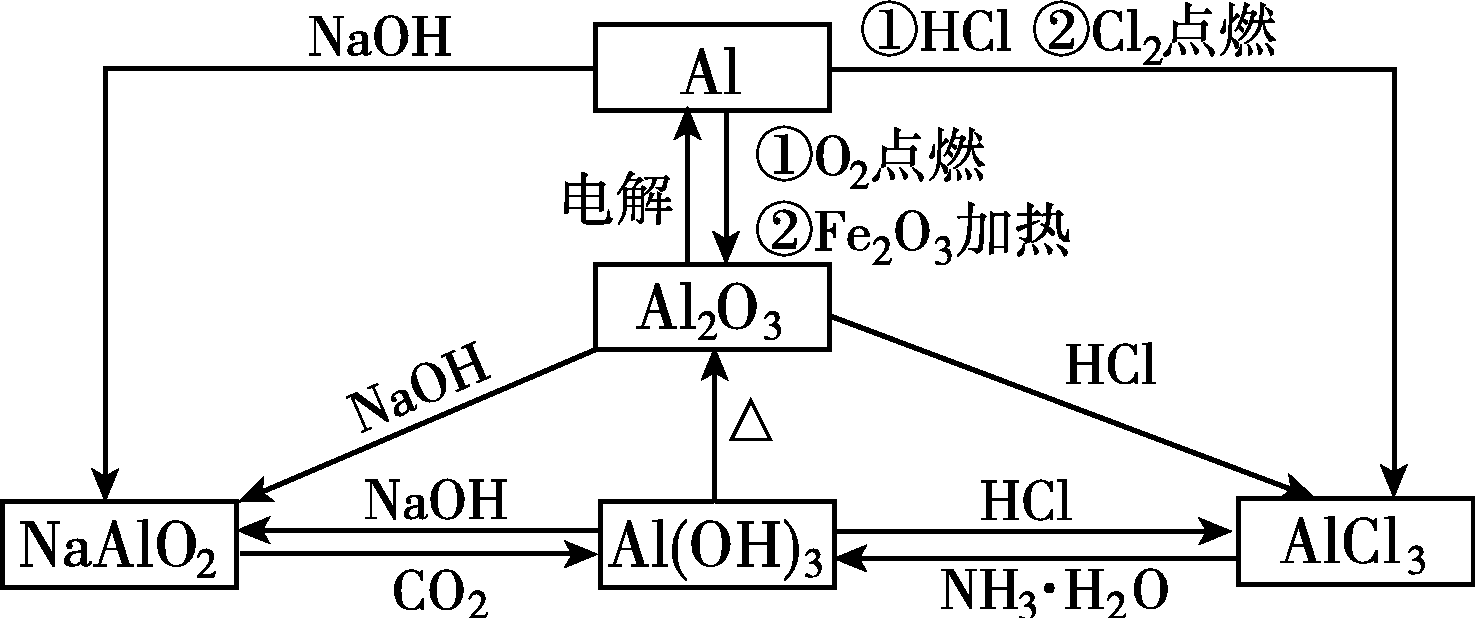 NaOH
Al
①HCl ②Cl₂点燃
①O₂点燃
电解
②Fe₂O₃加热
Al₂O₃
NaOH
HCl
△
NaOH
HCl
NaAlO₂
Al(OH)₃
AlCl₃
CO₂
NH₃·H₂O